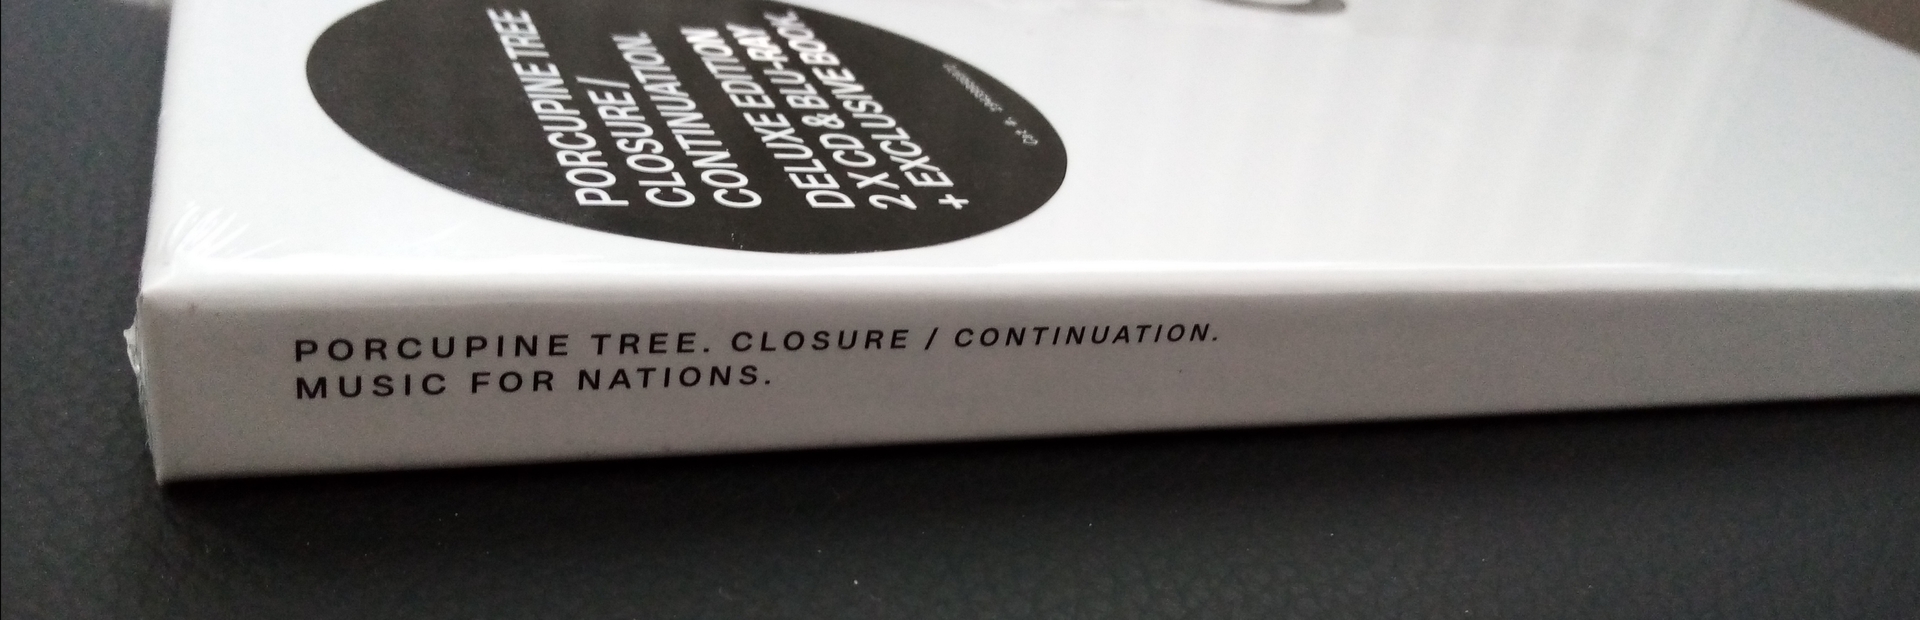 PORCUPINE TREE
CLOSURE /
CONTINUATION.
DELUXE EDITION
2 X CD & BLU-RAY
+ EXCLUSIVE BOOK.
PORCUPINE TREE. CLOSURE / CONTINUATION.
MUSIC FOR NATIONS.